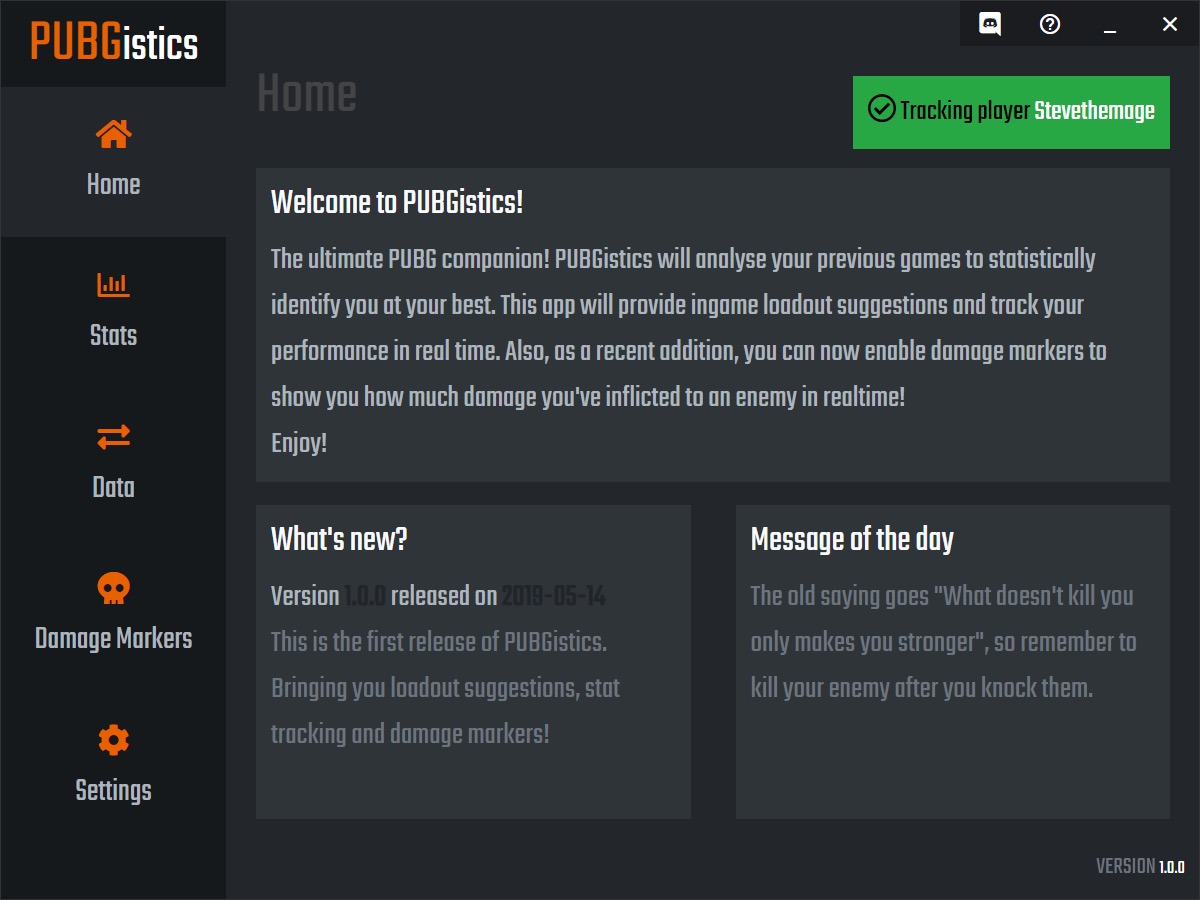 PUBGistics
Home
Stats
Data
Damage Markers
Settings
Home
Tracking player Stevethemage
Welcome to PUBGistics!
The ultimate PUBG companion! PUBGistics will analyse your previous games to statistically
identify you at your best. This app will provide ingame loadout suggestions and track your
performance in real time. Also, as a recent addition, you can now enable damage markers to
show you how much damage you've inflicted to an enemy in realtime!
Enjoy!
What's new?
Version 1.0.0 released on 2019-05-14
This is the first release of PUBGistics.
Bringing you loadout suggestions, stat
tracking and damage markers!
Message of the day
The old saying goes "What doesn't kill you
only makes you stronger", so remember to
kill your enemy after you knock them.
VERSION 1.0.0